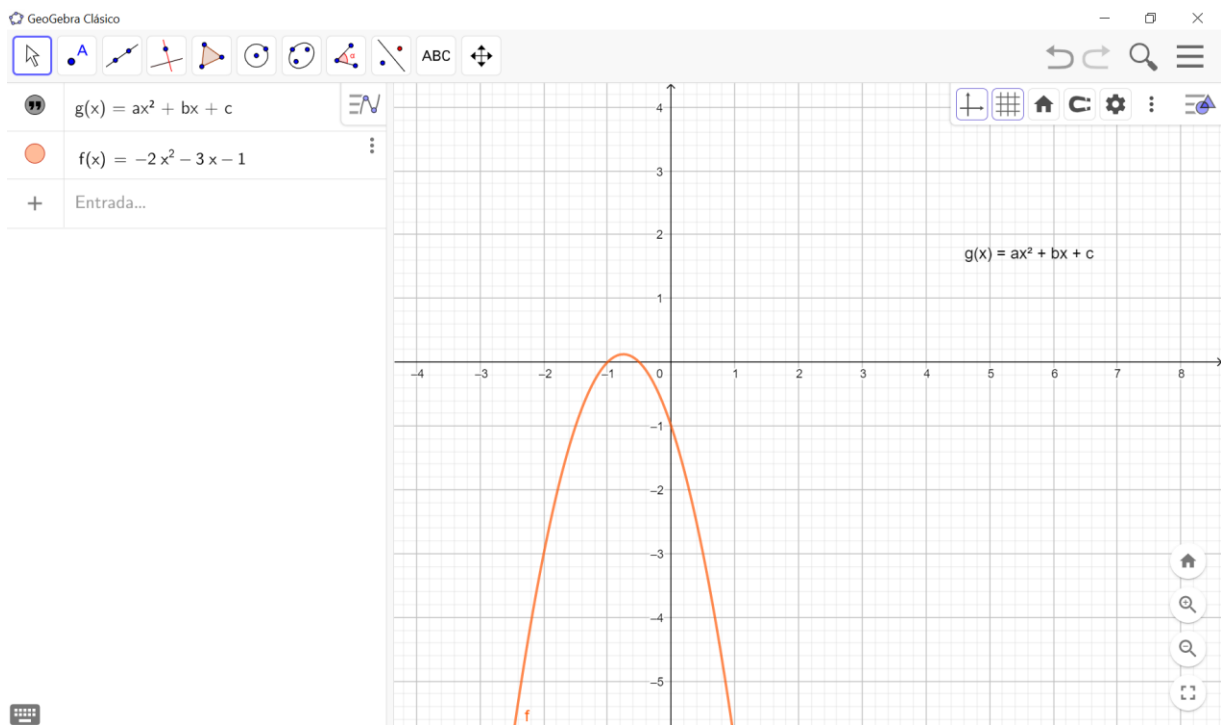 GeoGebra Clásico
A
ABC
g(x) = ax² + bx + c
f(x) = −2 x² − 3 x − 1
Entrada...
g(x) = ax² + bx + c
4
3
2
1
−4 −3 −2 −1 0 1 2 3 4 5 6 7 8
−1
−2
−3
−4
−5
f